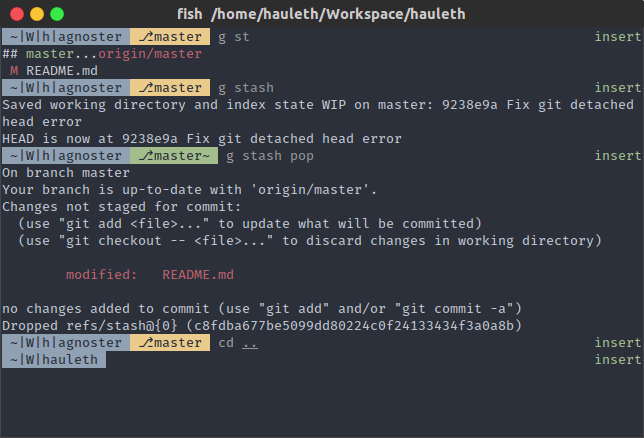 fish /home/hauleth/Workspace/hauleth
~|W|h|agnoster ⎇master g st insert
## master...origin/master
 M README.md
~|W|h|agnoster ⎇master g stash insert
Saved working directory and index state WIP on master: 9238e9a Fix git detached
head error
HEAD is now at 9238e9a Fix git detached head error
~|W|h|agnoster ⎇master~ g stash pop insert
On branch master
Your branch is up-to-date with 'origin/master'.
Changes not staged for commit:
  (use "git add <file>..." to update what will be committed)
  (use "git checkout -- <file>..." to discard changes in working directory)
        modified:   README.md
no changes added to commit (use "git add" and/or "git commit -a")
Dropped refs/stash@{0} (c8fdba677be5099dd80224c0f24133434f3a0a8b)
~|W|h|agnoster ⎇master cd .. insert
~|W|hauleth insert